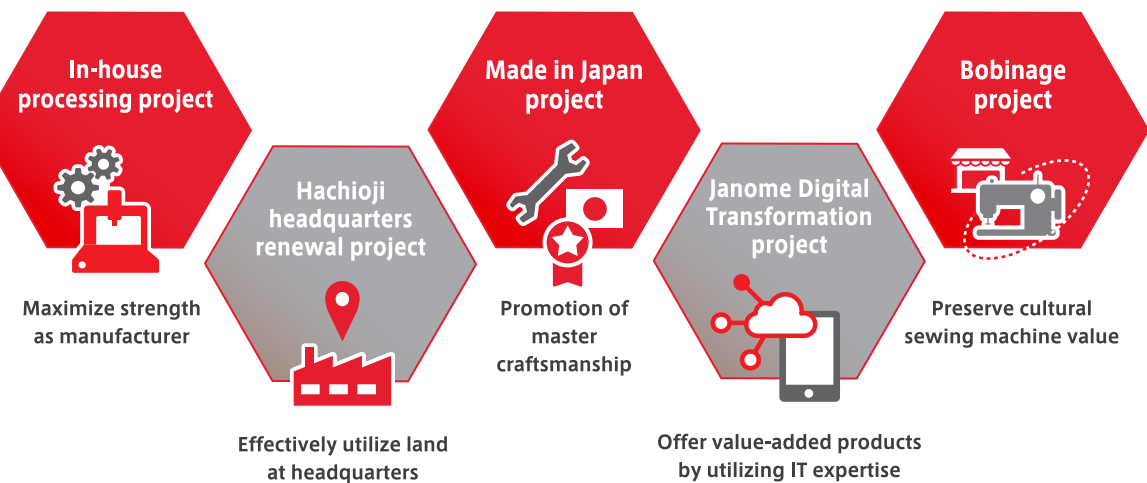 In-house
processing project
Maximize strength
as manufacturer
Hachioji
headquarters
renewal project
Effectively utilize land
at headquarters
Made in Japan
project
Promotion of
master
craftsmanship
Janome Digital
Transformation
project
Offer value-added products
by utilizing IT expertise
Bobinage
project
Preserve cultural
sewing machine value